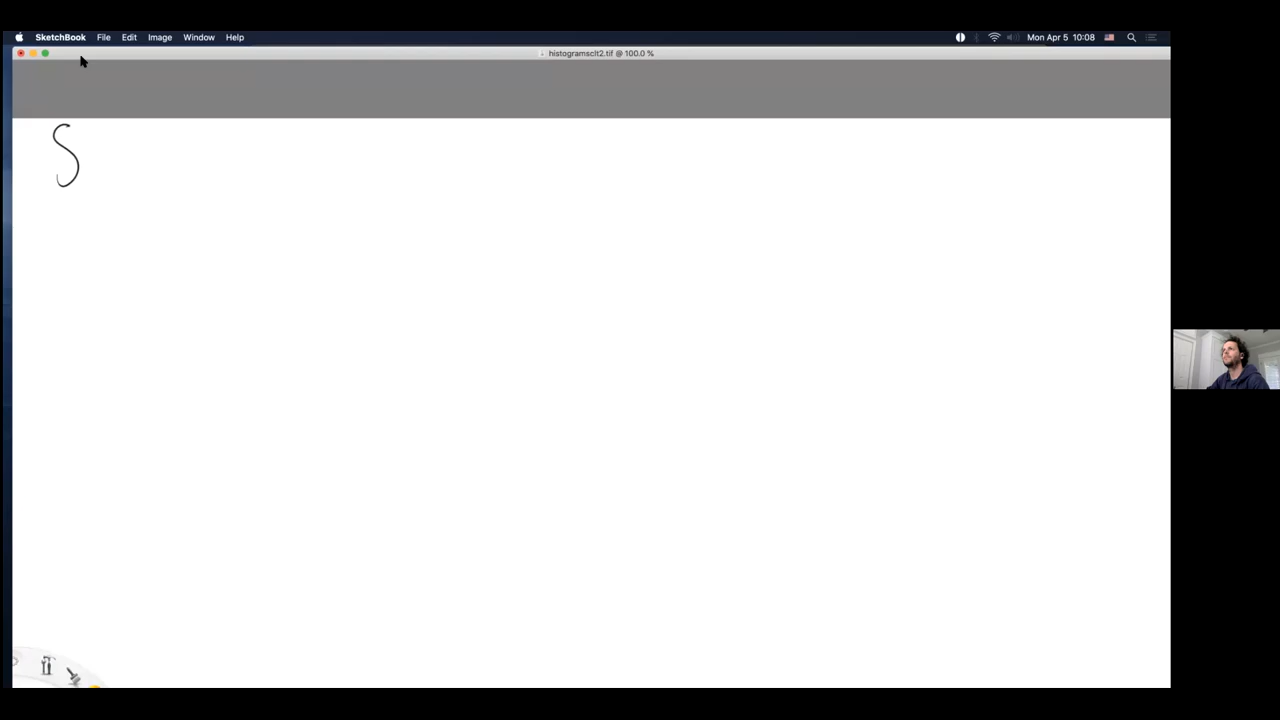 SketchBook File Edit Image Window Help Mon Apr 5 10:08
histogramsclt2.tif @ 100.0 %
S